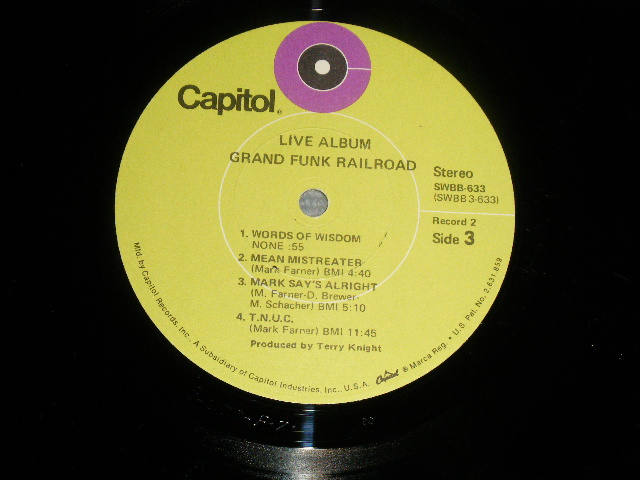 Capitol®
LIVE ALBUM
GRAND FUNK RAILROAD
Stereo
SWBB-633
(SWBB 3-633)
Record 2
Side 3
1. WORDS OF WISDOM
NONE :55
2. MEAN MISTREATER
(Mark Farner) BMI 4:40
3. MARK SAY'S ALRIGHT
(M. Farner-D. Brewer-
M. Schacher) BMI 5:10
4. T.N.U.C.
(Mark Farner) BMI 11:45
Produced by Terry Knight
Mfd. by Capitol Records, Inc., A Subsidiary of Capitol Industries, Inc., U.S.A. Capitol ® Marca Reg. • U.S. Pat. No. 3,631,859